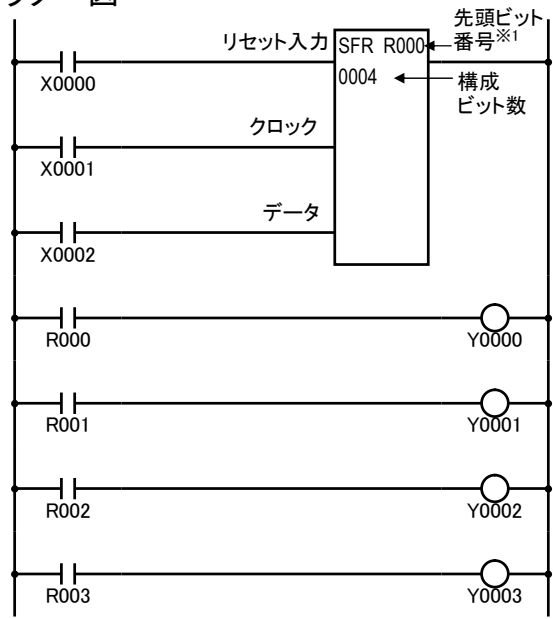 先頭ビット
リセット入力 SFR R000 番号※1
X0000 0004 構成
ビット数
クロック
X0001
データ
X0002
R000 Y0000
R001 Y0001
R002 Y0002
R003 Y0003